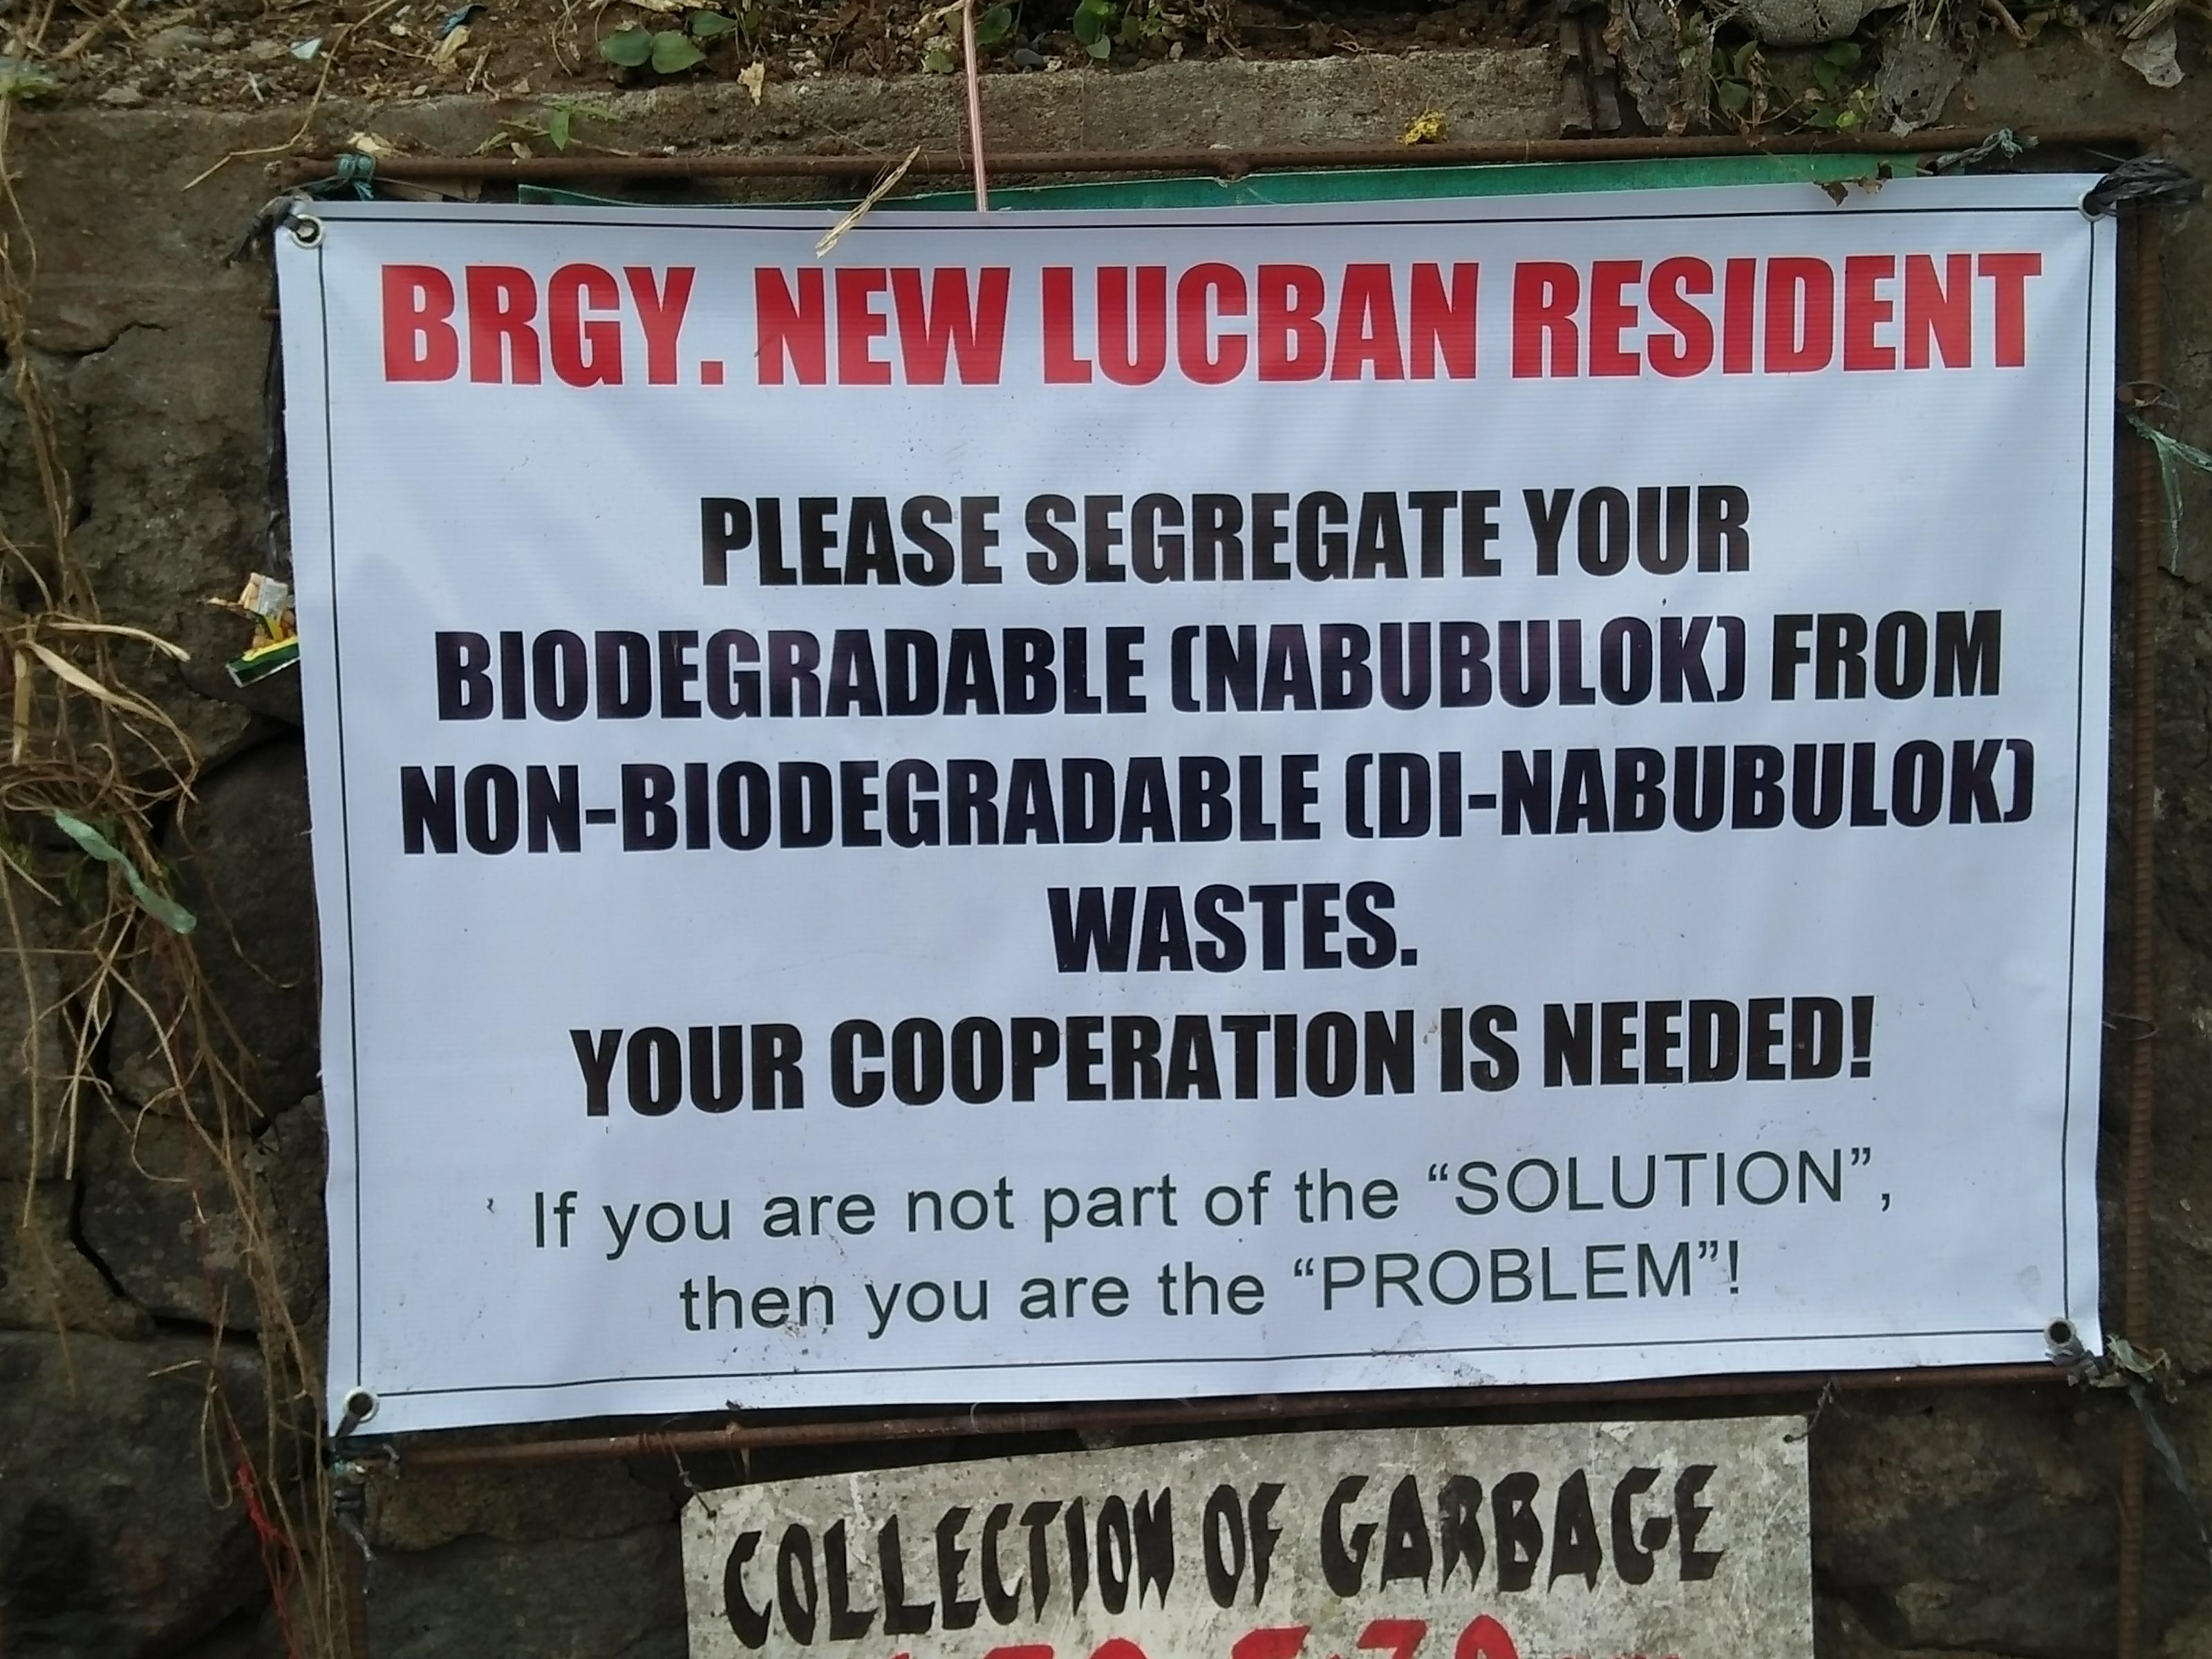 BRGY. NEW LUCBAN RESIDENT
PLEASE SEGREGATE YOUR
BIODEGRADABLE (NABUBULOK) FROM
NON-BIODEGRADABLE (DI-NABUBULOK)
WASTES.
YOUR COOPERATION IS NEEDED!
If you are not part of the “SOLUTION”,
then you are the “PROBLEM”!
COLLECTION OF GARBAGE